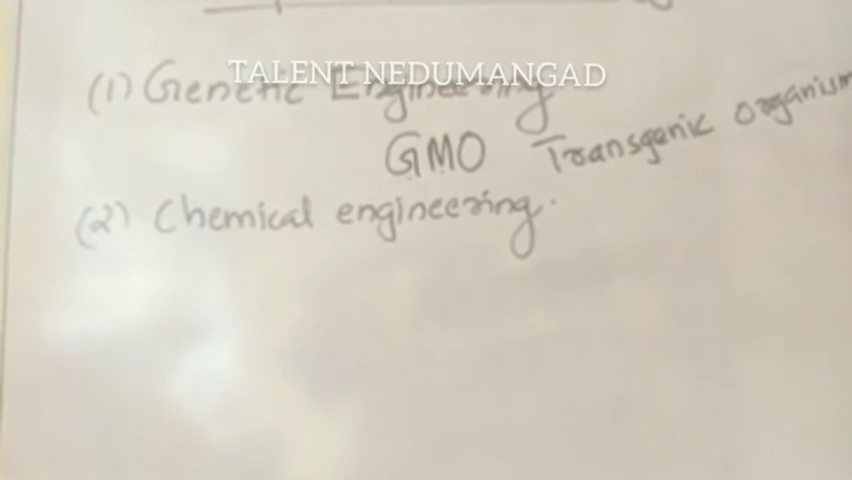 TALENT NEDUMANGAD
(1) Genetic Engineering
GMO Transgenic organism
(2) Chemical engineering.